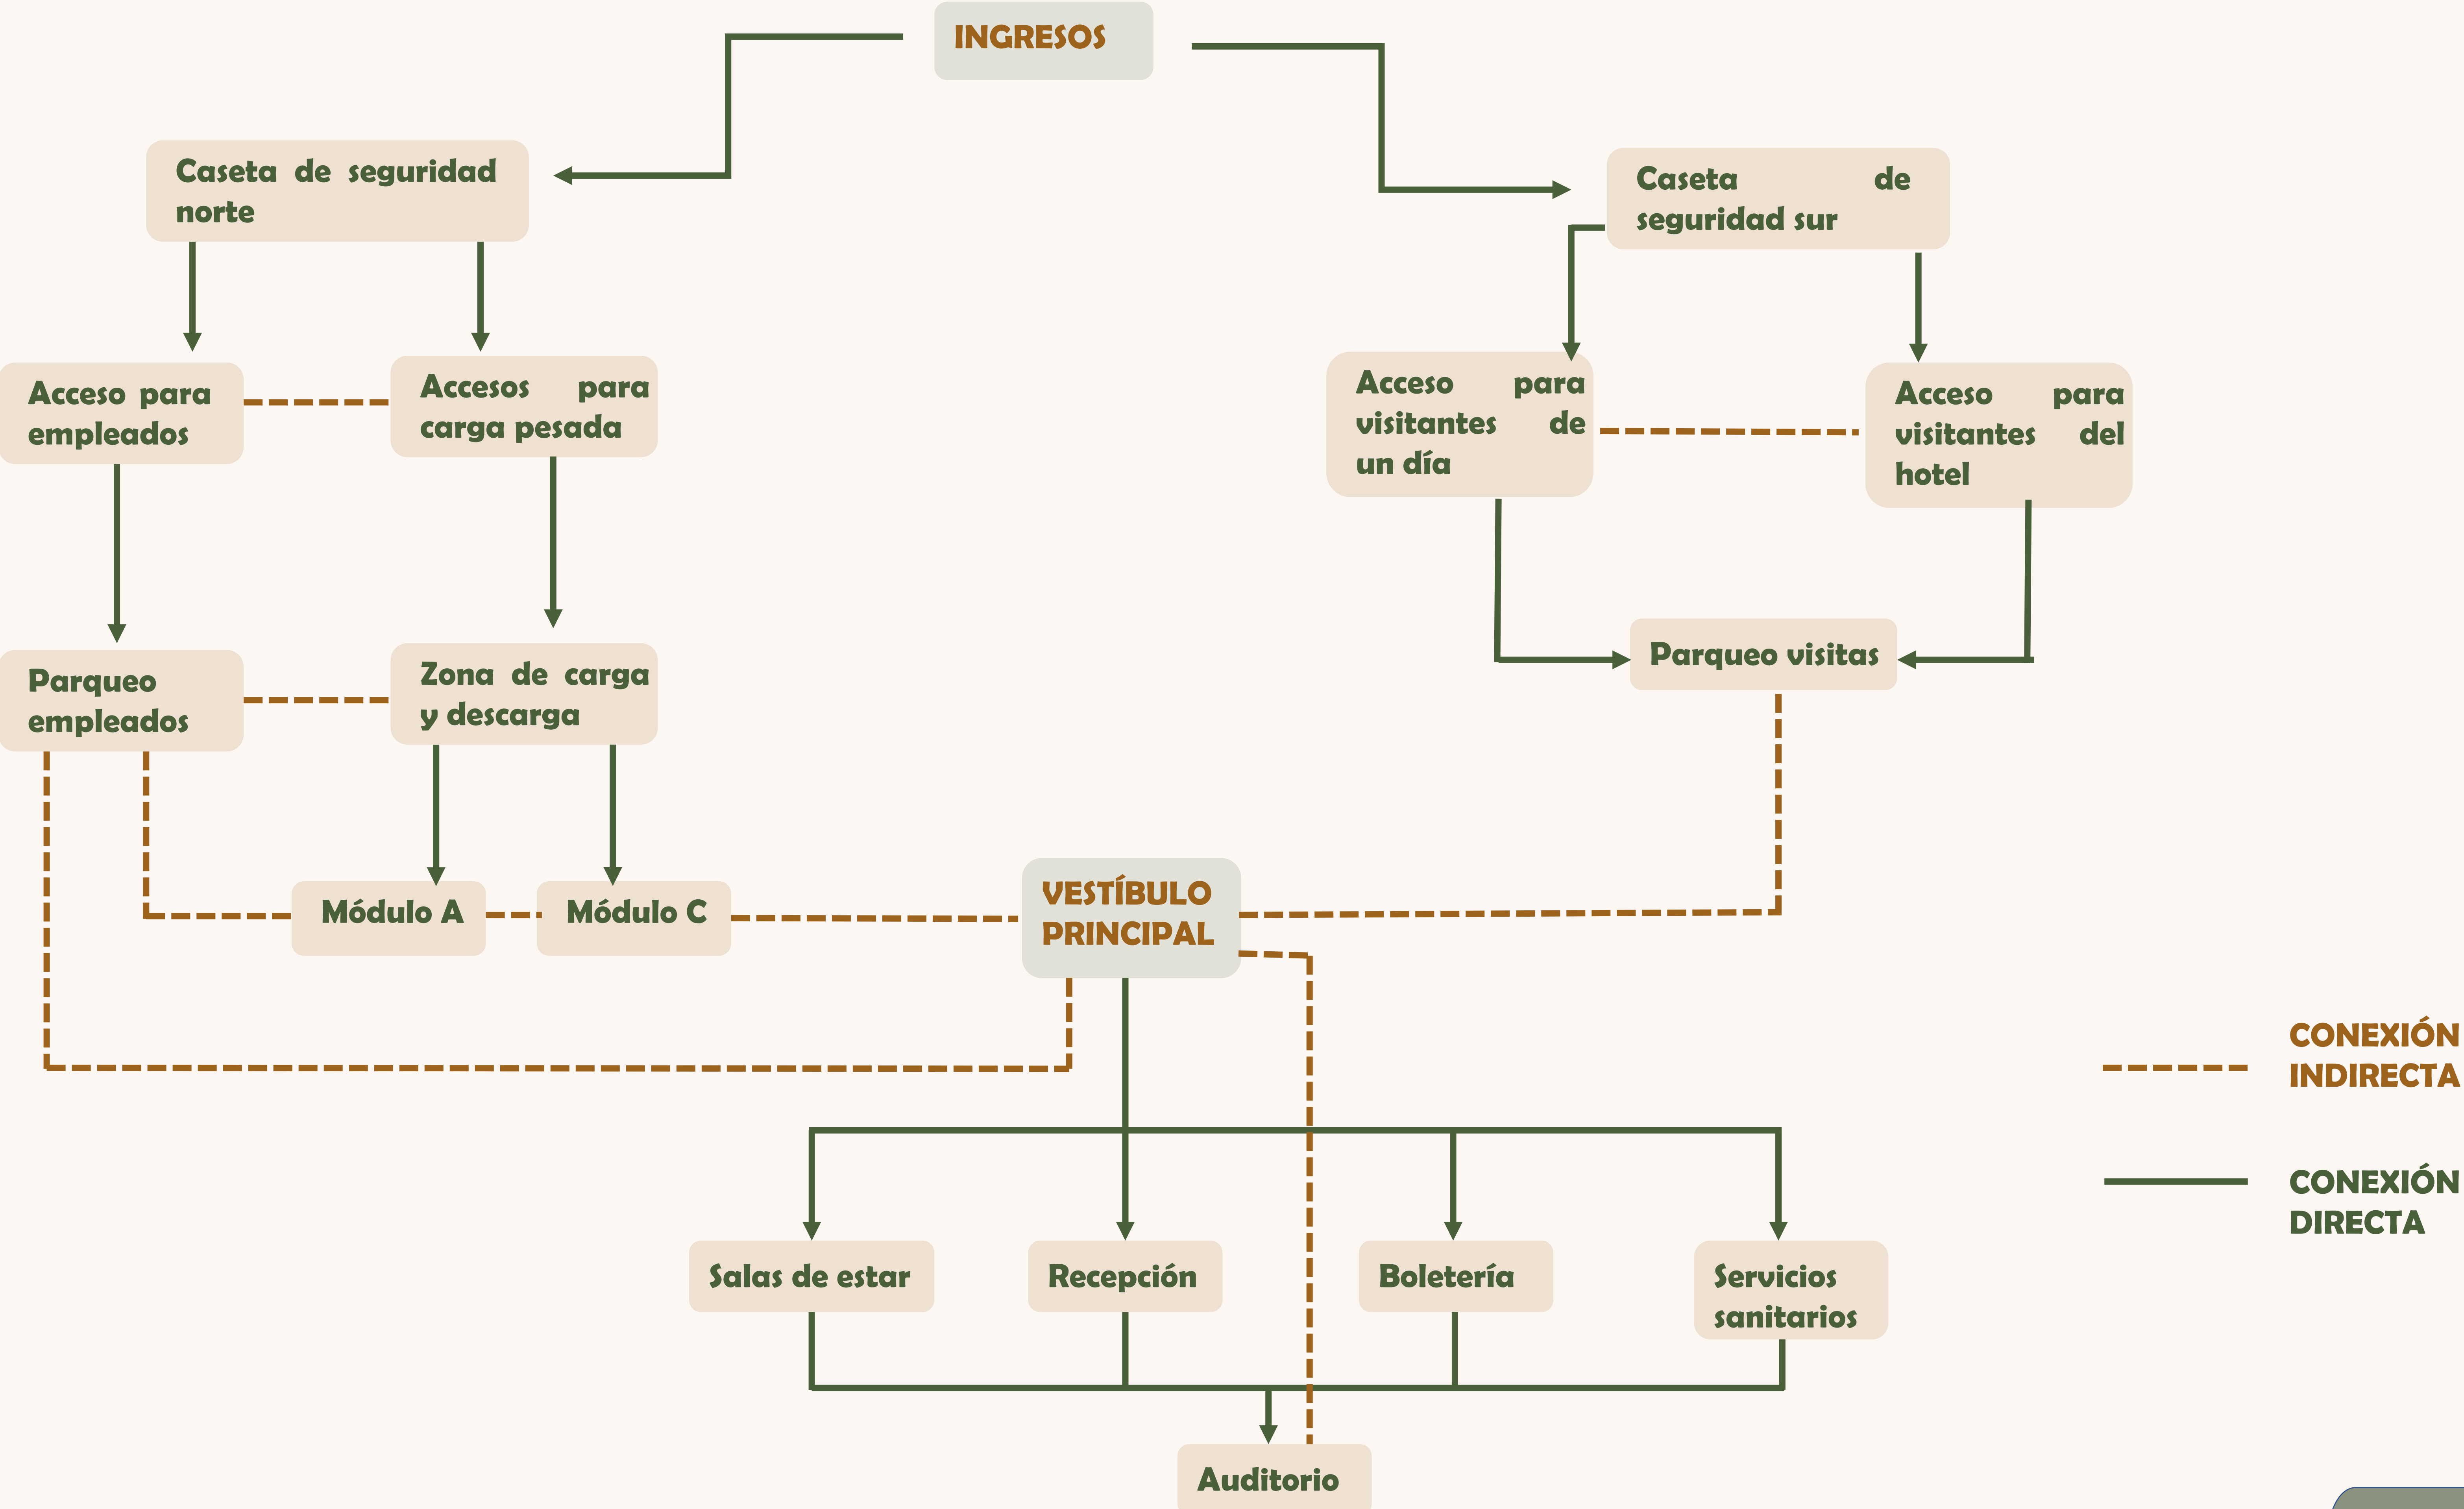 INGRESOS
Caseta de seguridad
norte
Caseta de
seguridad sur
Acceso para
empleados
Accesos para
carga pesada
Acceso para
visitantes de
un día
Acceso para
visitantes del
hotel
Parqueo
empleados
Zona de carga
y descarga
Parqueo visitas
Módulo A
Módulo C
VESTÍBULO
PRINCIPAL
CONEXIÓN
INDIRECTA
CONEXIÓN
DIRECTA
Salas de estar
Recepción
Boletería
Servicios
sanitarios
Auditorio